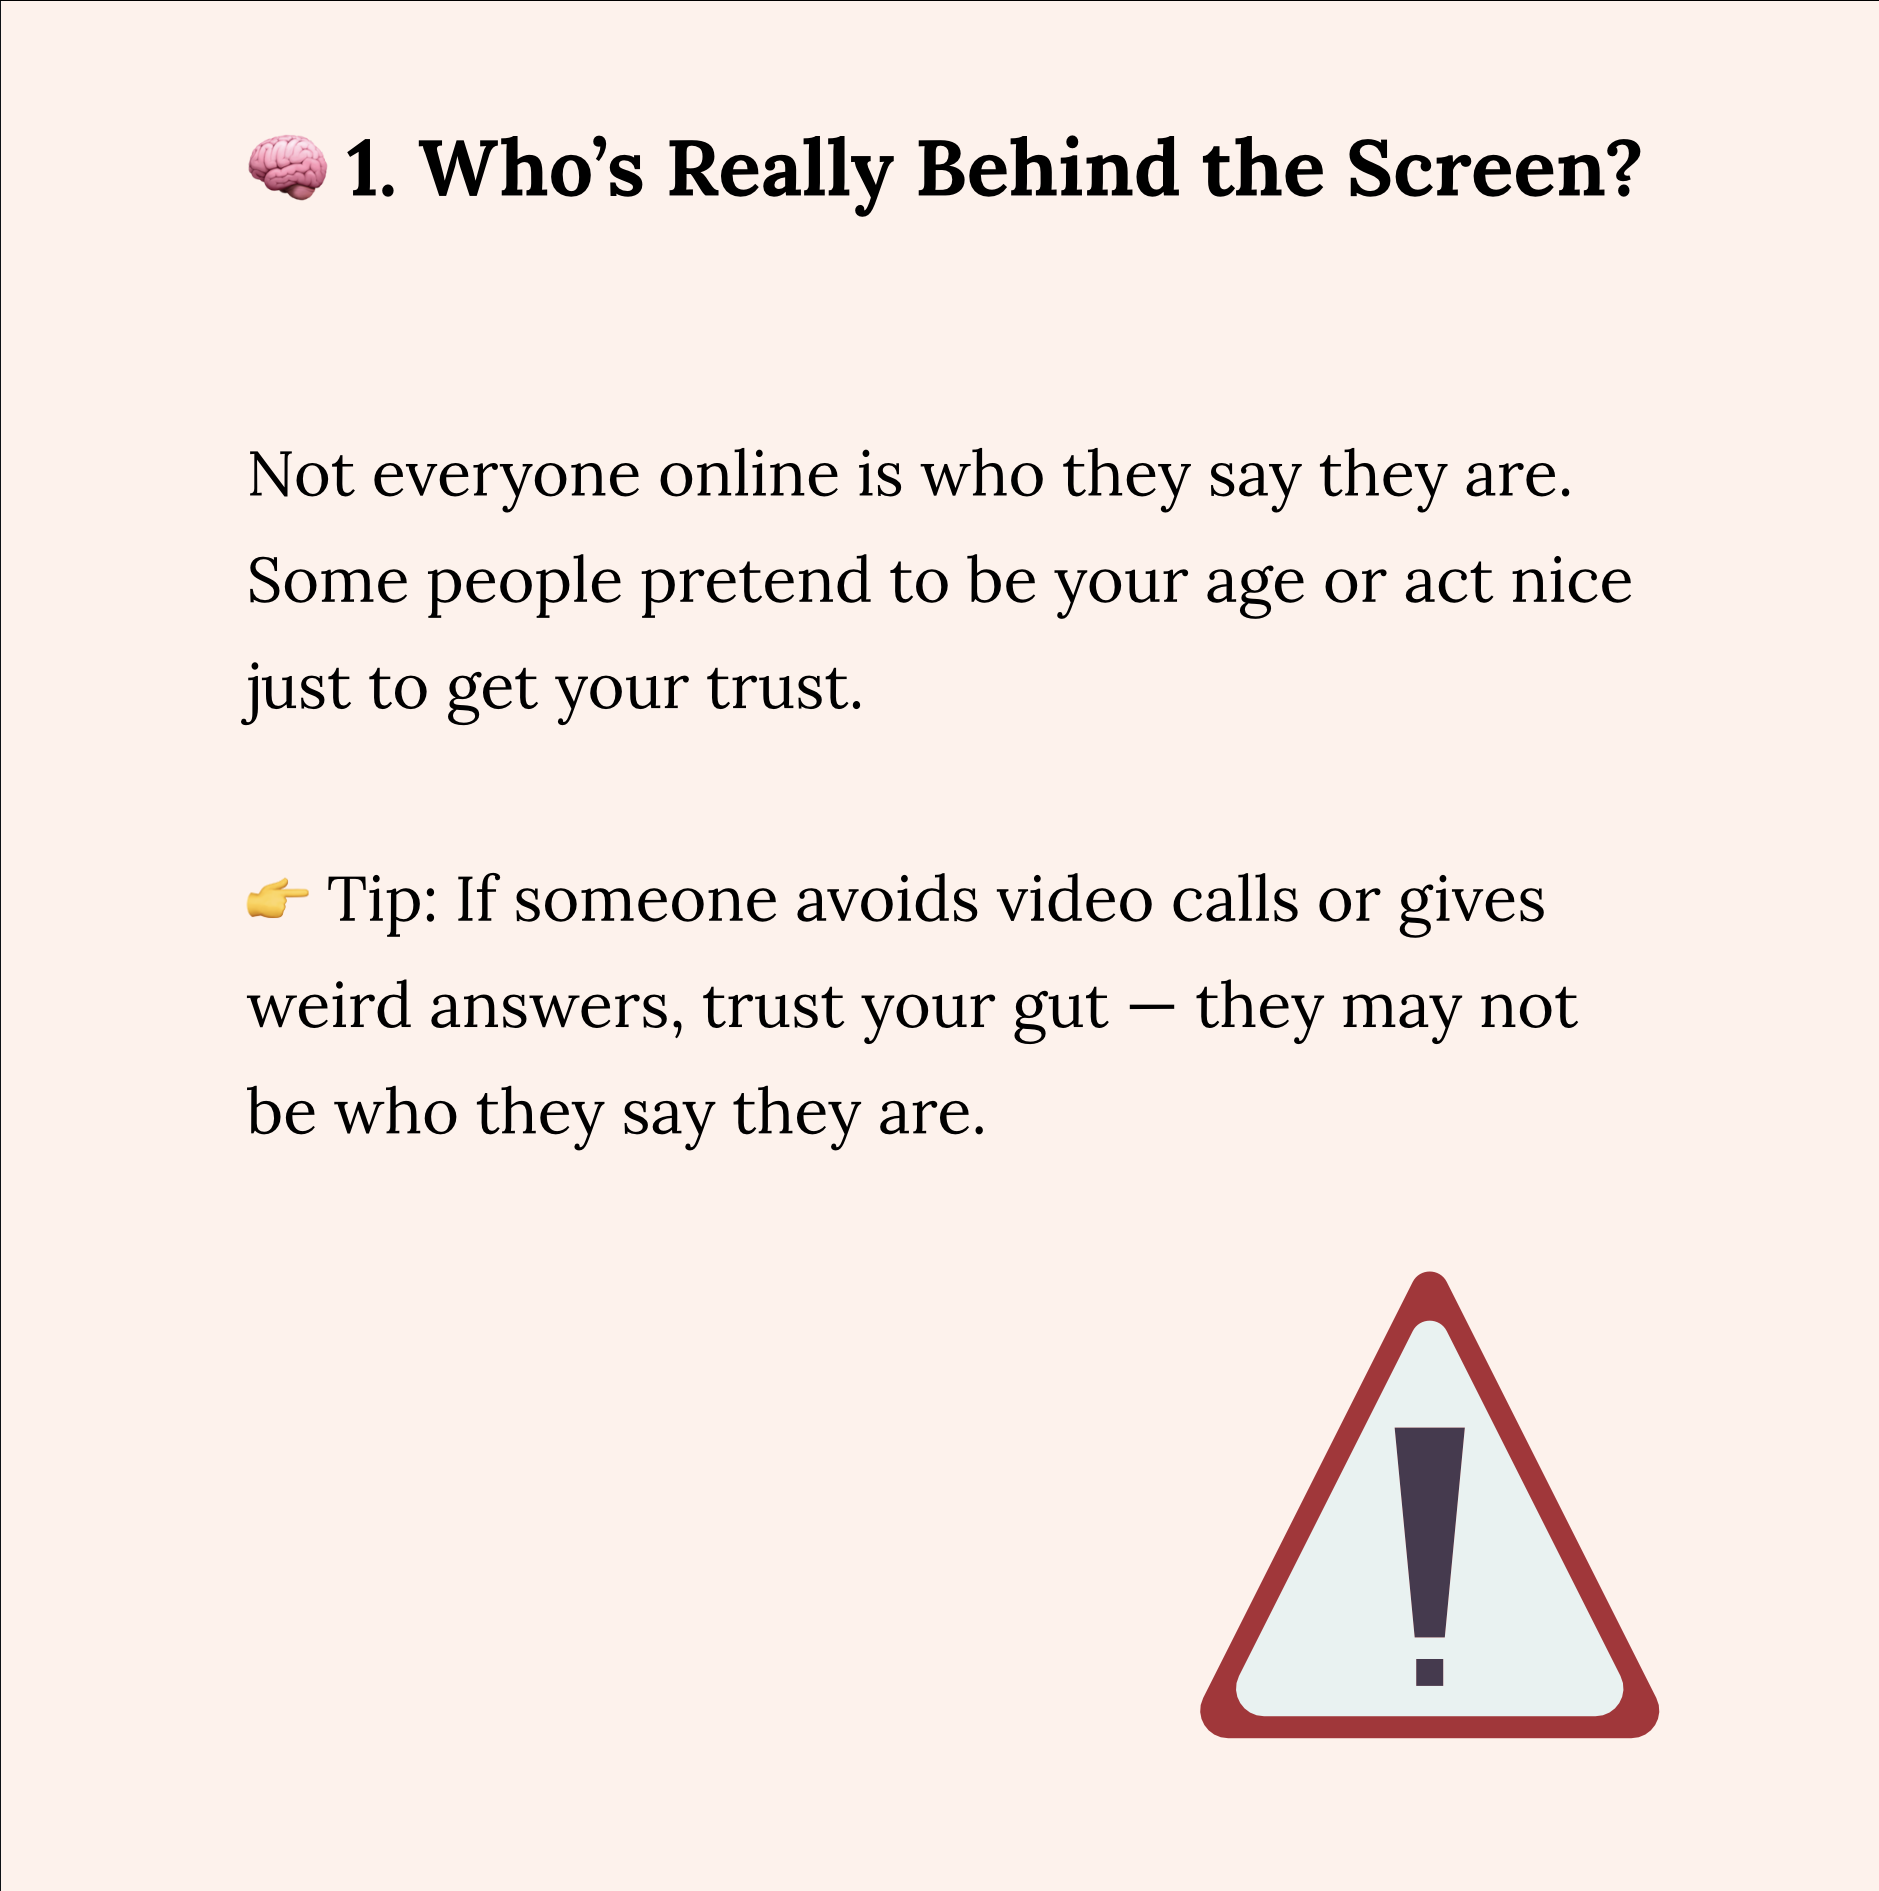 🧠 1. Who’s Really Behind the Screen?
Not everyone online is who they say they are.
Some people pretend to be your age or act nice
just to get your trust.
👉 Tip: If someone avoids video calls or gives
weird answers, trust your gut — they may not
be who they say they are.
!